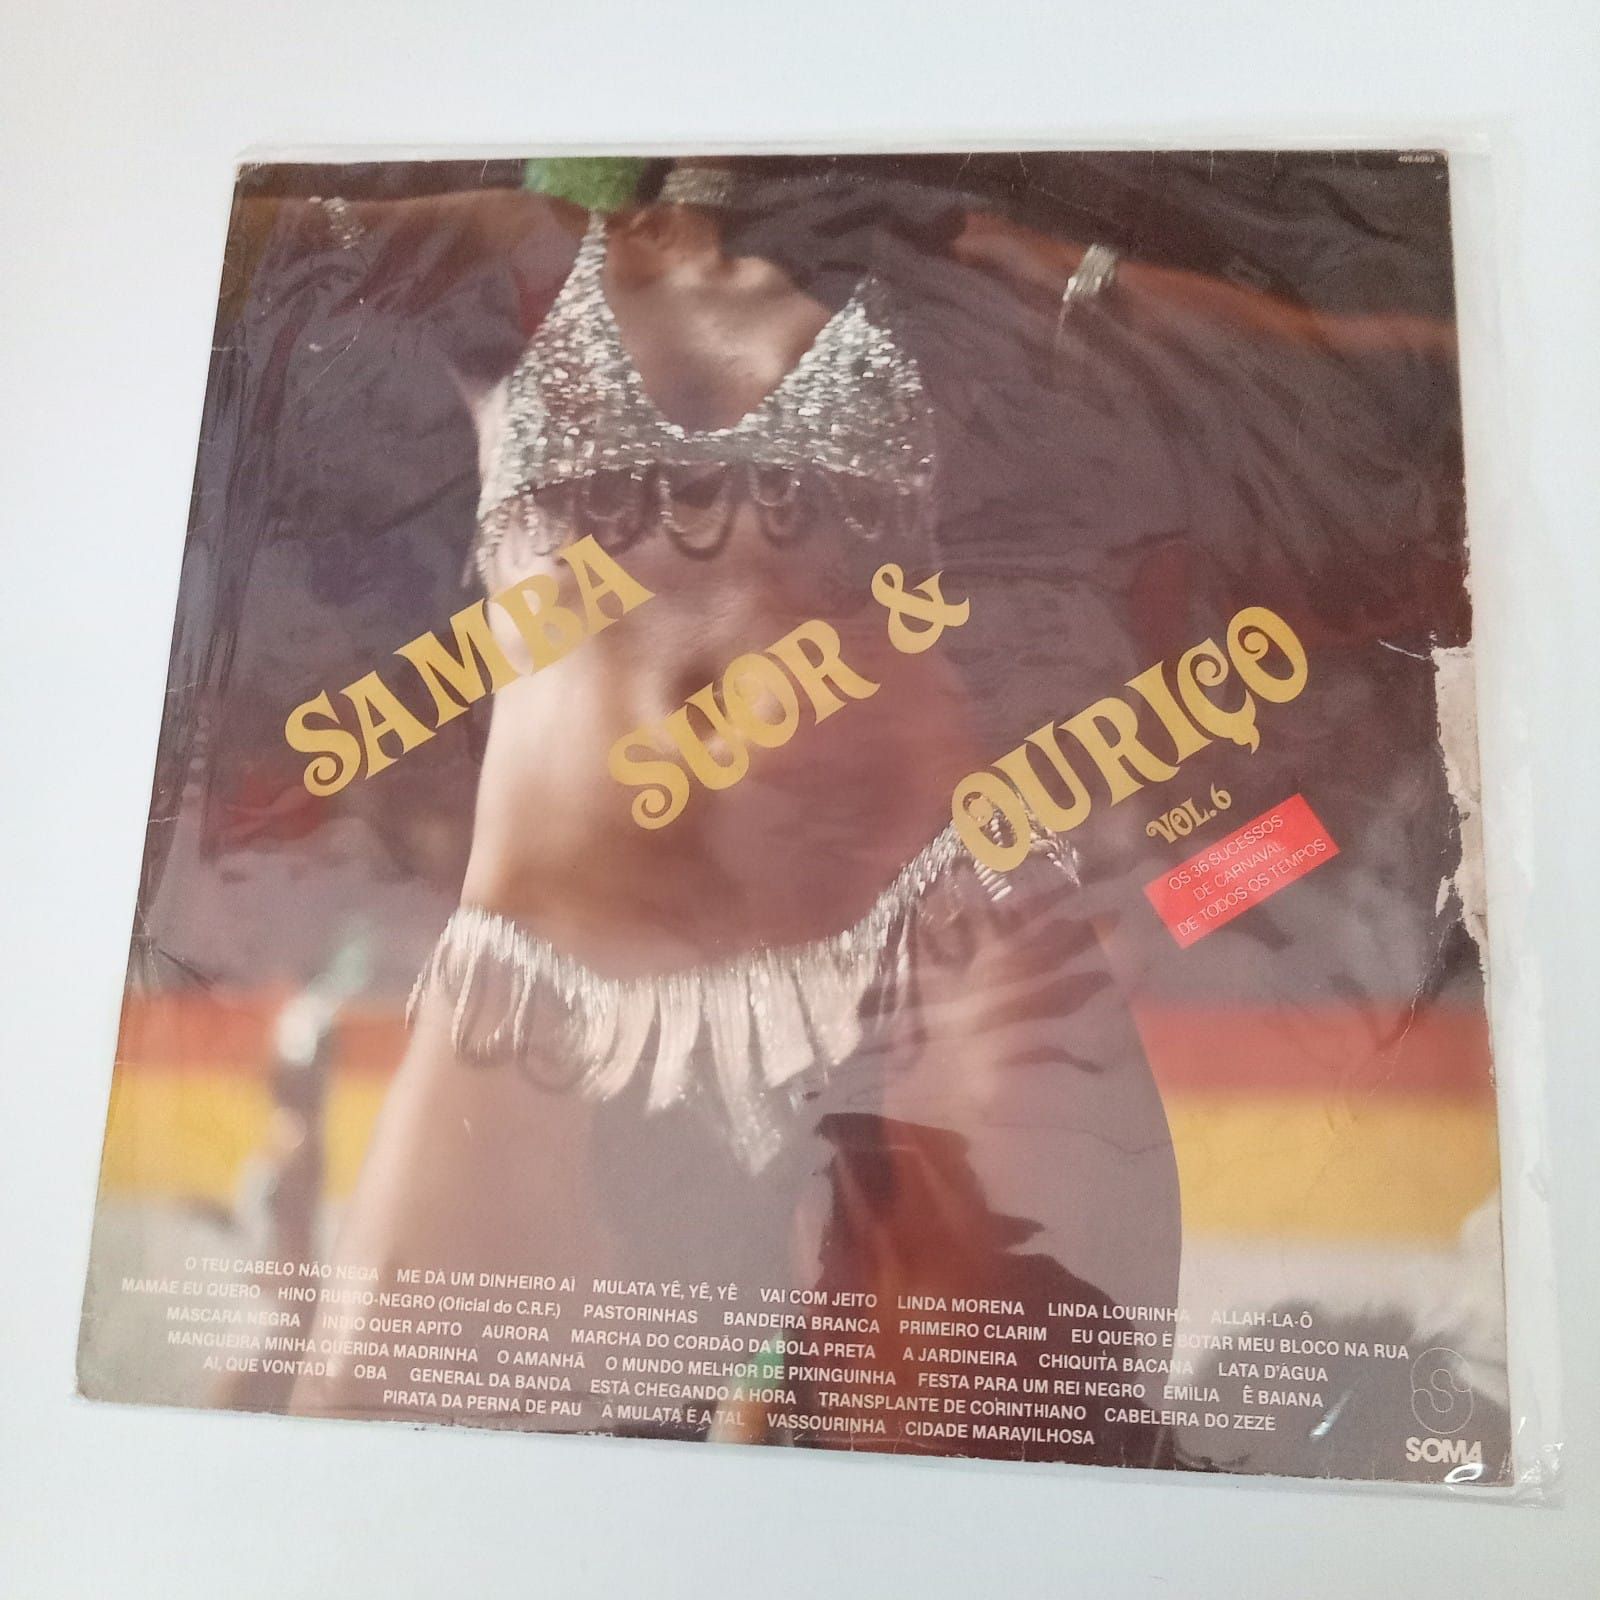 409.6003
SAMBA
SUOR &
OURIÇO
VOL. 6
OS 36 SUCESSOS
DE CARNAVAL
DE TODOS OS TEMPOS
O TEU CABELO NÃO NEGA ME DÁ UM DINHEIRO AÍ MULATA YÊ, YÊ, YÊ VAI COM JEITO LINDA MORENA LINDA LOURINHA ALLAH-LA-Ô
MAMÃE EU QUERO HINO RUBRO-NEGRO (Oficial do C.R.F.) PASTORINHAS BANDEIRA BRANCA PRIMEIRO CLARIM EU QUERO É BOTAR MEU BLOCO NA RUA
MÁSCARA NEGRA ÍNDIO QUER APITO AURORA MARCHA DO CORDÃO DA BOLA PRETA A JARDINEIRA CHIQUITA BACANA LATA D'ÁGUA
MANGUEIRA MINHA QUERIDA MADRINHA O AMANHÃ O MUNDO MELHOR DE PIXINGUINHA FESTA PARA UM REI NEGRO EMÍLIA Ê BAIANA
AI, QUE VONTADE OBA GENERAL DA BANDA ESTÁ CHEGANDO A HORA TRANSPLANTE DE CORINTHIANO CABELEIRA DO ZEZÉ
PIRATA DA PERNA DE PAU A MULATA É A TAL VASSOURINHA CIDADE MARAVILHOSA
SOMA